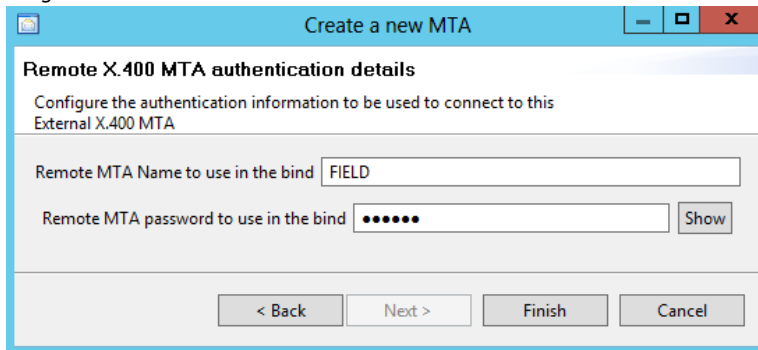 Create a new MTA
Remote X.400 MTA authentication details
Configure the authentication information to be used to connect to this
External X.400 MTA
Remote MTA Name to use in the bind FIELD
Remote MTA password to use in the bind ●●●●●● Show
< Back Next > Finish Cancel